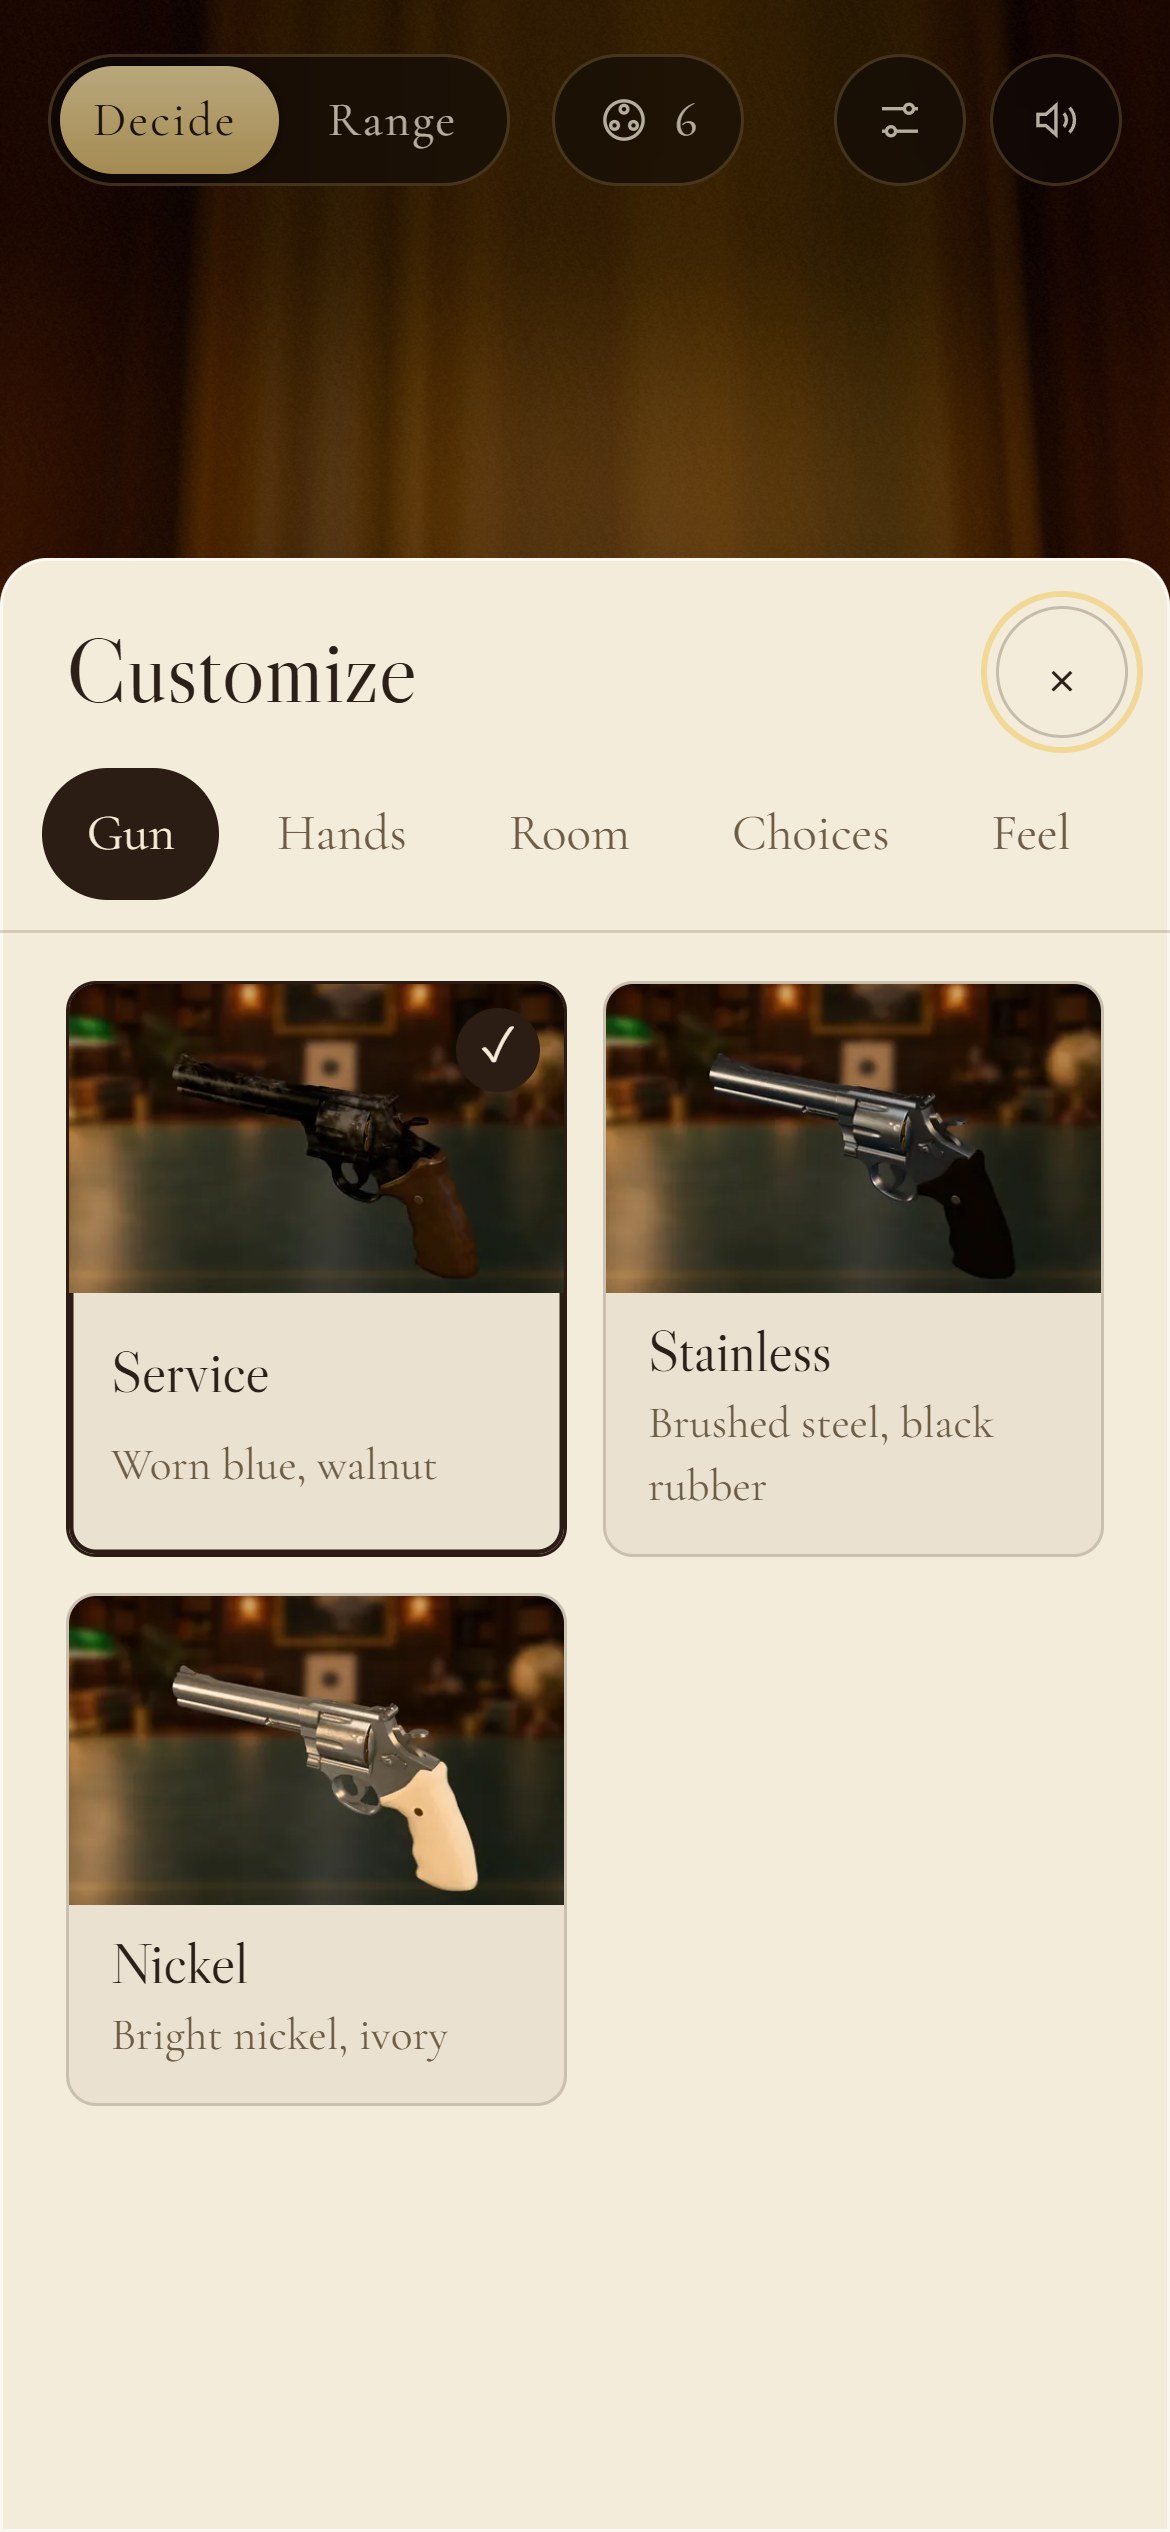 Decide
Range
6
Customize
×
Gun
Hands
Room
Choices
Feel
✓
Service
Worn blue, walnut
Stainless
Brushed steel, black
rubber
Nickel
Bright nickel, ivory